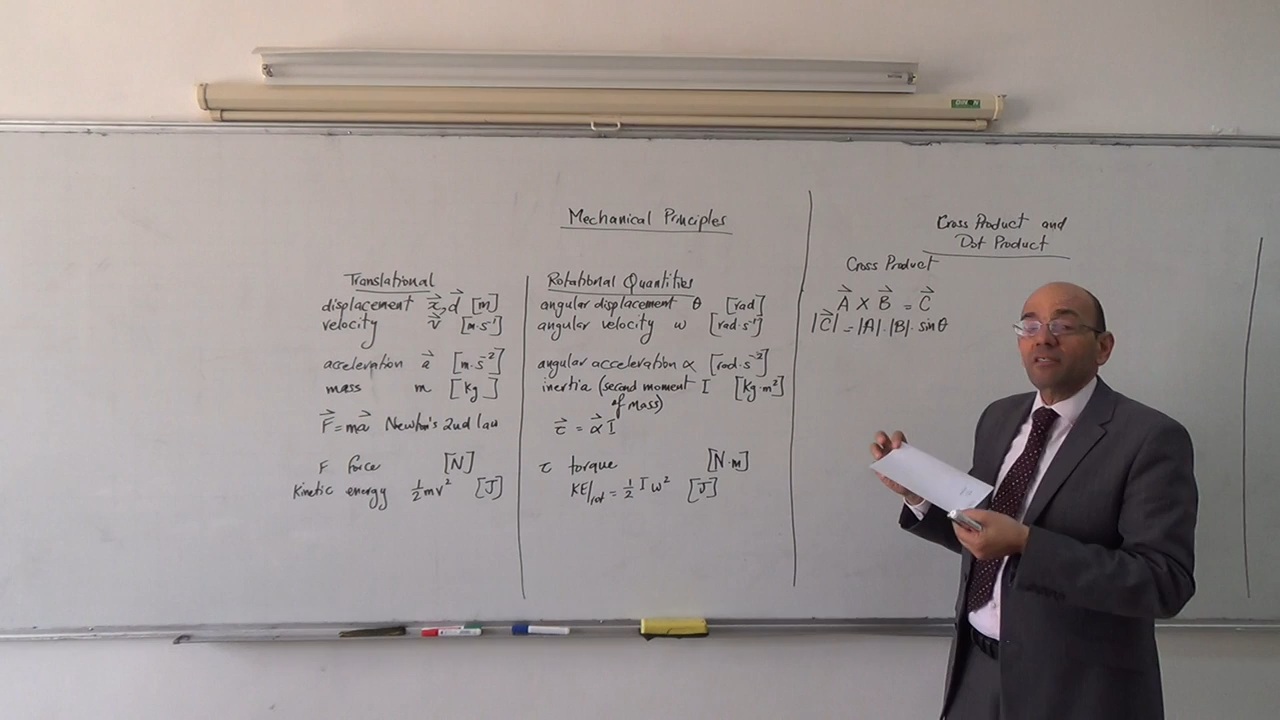 Mechanical Principles
Translational
displacement x⃗, d⃗ [m]
velocity v⃗ [m·s⁻¹]
acceleration a⃗ [m·s⁻²]
mass m [kg]
F⃗ = ma⃗ Newton's 2nd law
F force [N]
Kinetic energy ½mv² [J]
Rotational Quantities
angular displacement θ [rad]
angular velocity ω [rad·s⁻¹]
angular acceleration α [rad·s⁻²]
inertia (second moment I [kg·m²]
of mass)
τ⃗ = α⃗ I
τ torque [N·m]
KE/rot = ½ I ω² [J]
Cross Product and
Dot Product
Cross Product
A⃗ X B⃗ = C⃗
|C⃗| = |A|·|B|·sinθ